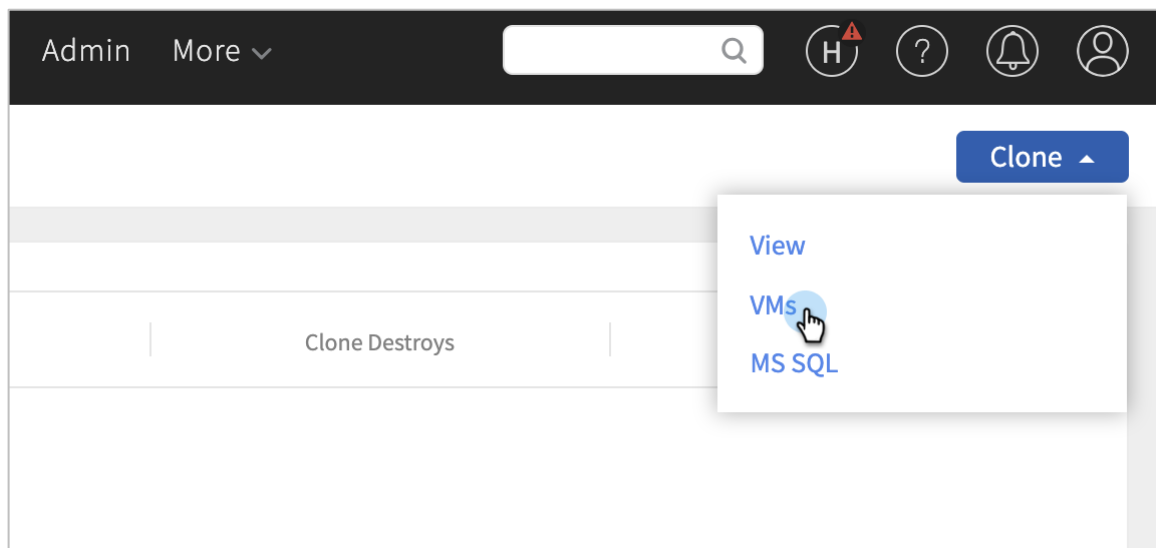 Admin More
H ?
Clone
View
VMs
Clone Destroys
MS SQL